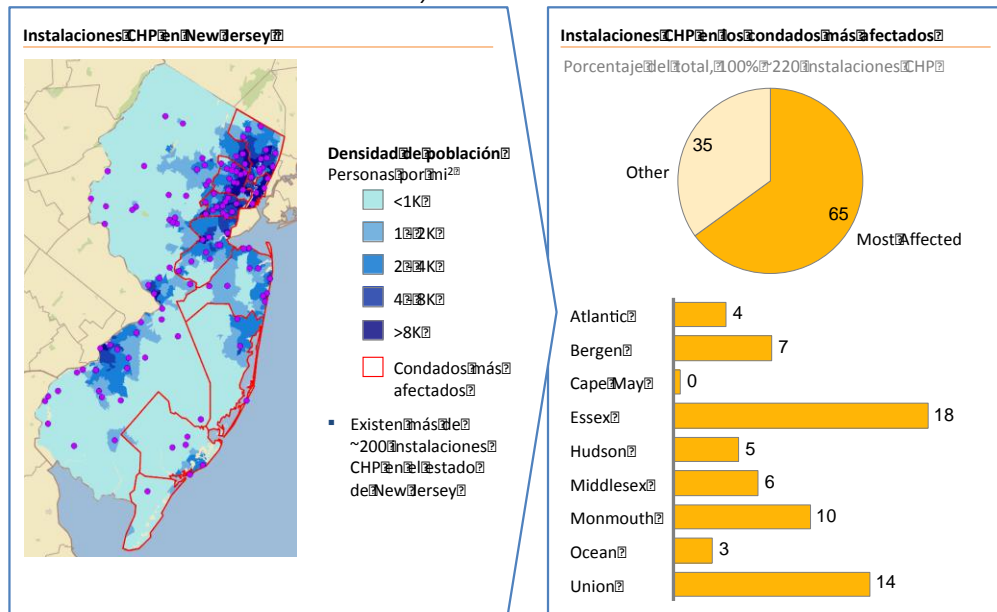 Instalaciones CHP en New Jersey
Densidad de población
Personas por mi²
<1K
1 - 2K
2 - 4K
4 - 8K
>8K
Condados más
afectados
▪ Existen más de
~200 instalaciones
CHP en el estado
de New Jersey
Instalaciones CHP en los condados más afectados
Porcentaje del total, 100% ~220 instalaciones CHP
35
Other
65
Most Affected
Atlantic 4
Bergen 7
Cape May 0
Essex 18
Hudson 5
Middlesex 6
Monmouth 10
Ocean 3
Union 14